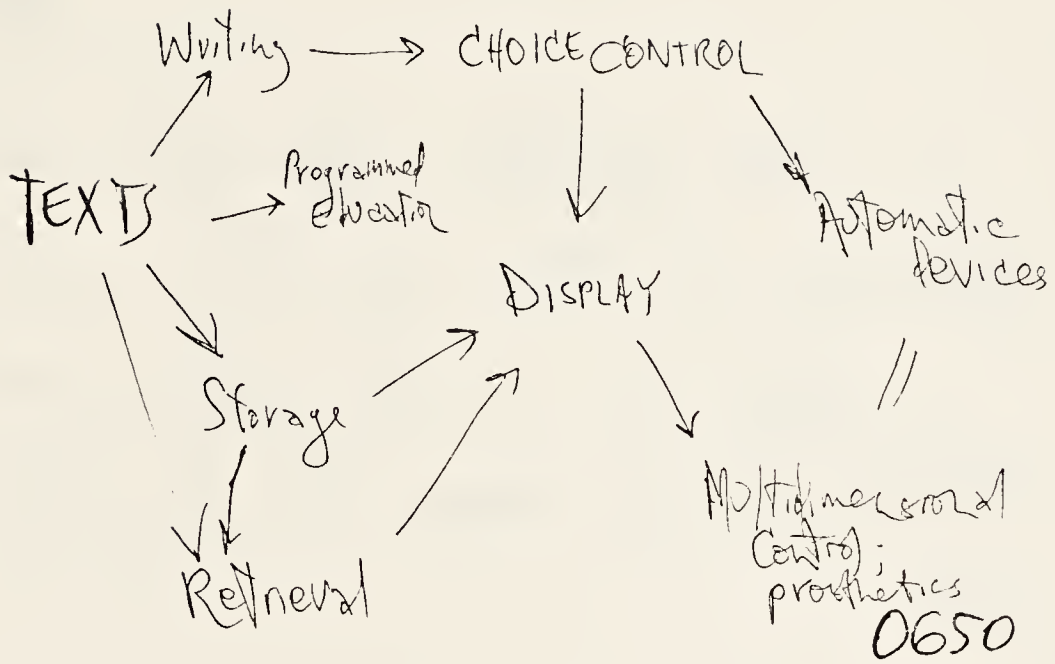 Writing
CHOICE CONTROL
TEXTS
Programmed
Education
Automatic
devices
DISPLAY
Storage
Multidimensional
Control;
prosthetics
Retrieval
0650